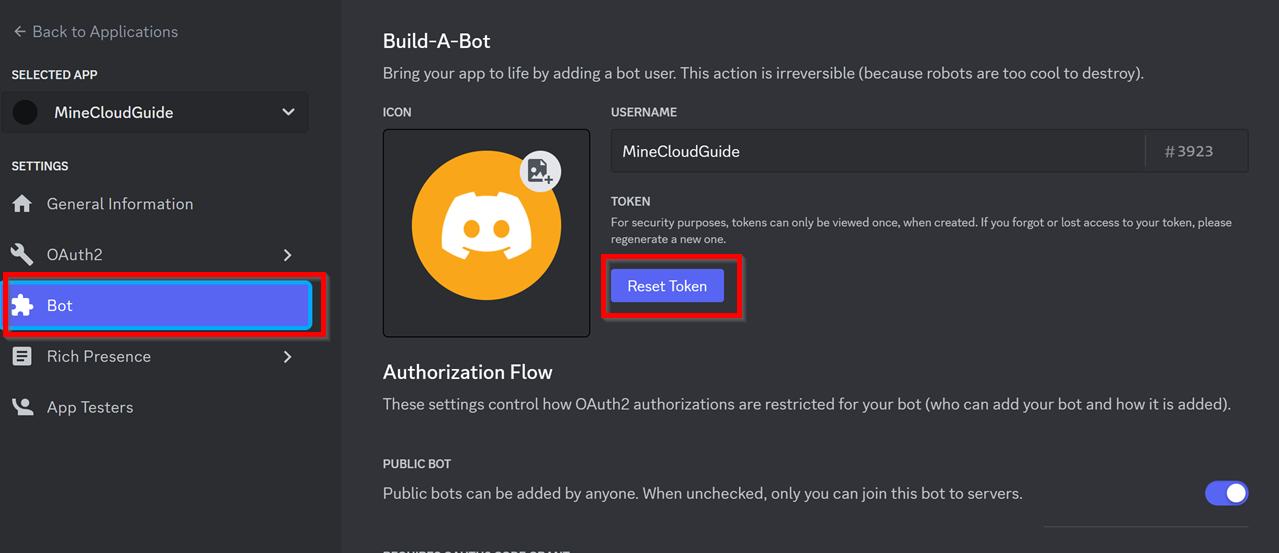 Back to Applications
SELECTED APP
MineCloudGuide
SETTINGS
General Information
OAuth2
Bot
Rich Presence
App Testers
Build-A-Bot
Bring your app to life by adding a bot user. This action is irreversible (because robots are too cool to destroy).
ICON
USERNAME
MineCloudGuide
#3923
TOKEN
For security purposes, tokens can only be viewed once, when created. If you forgot or lost access to your token, please
regenerate a new one.
Reset Token
Authorization Flow
These settings control how OAuth2 authorizations are restricted for your bot (who can add your bot and how it is added).
PUBLIC BOT
Public bots can be added by anyone. When unchecked, only you can join this bot to servers.